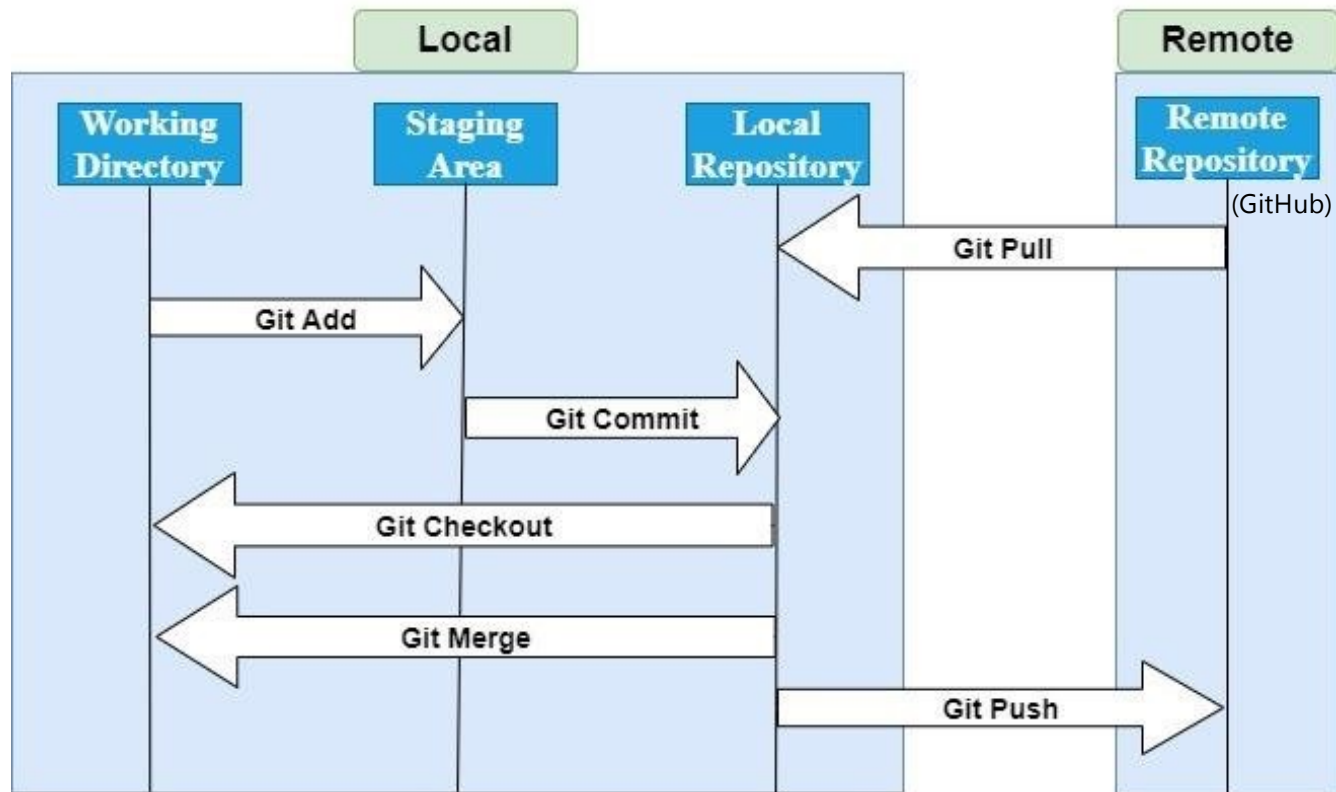 Local
Remote
Working
Directory
Staging
Area
Local
Repository
Remote
Repository
(GitHub)
Git Pull
Git Add
Git Commit
Git Checkout
Git Merge
Git Push